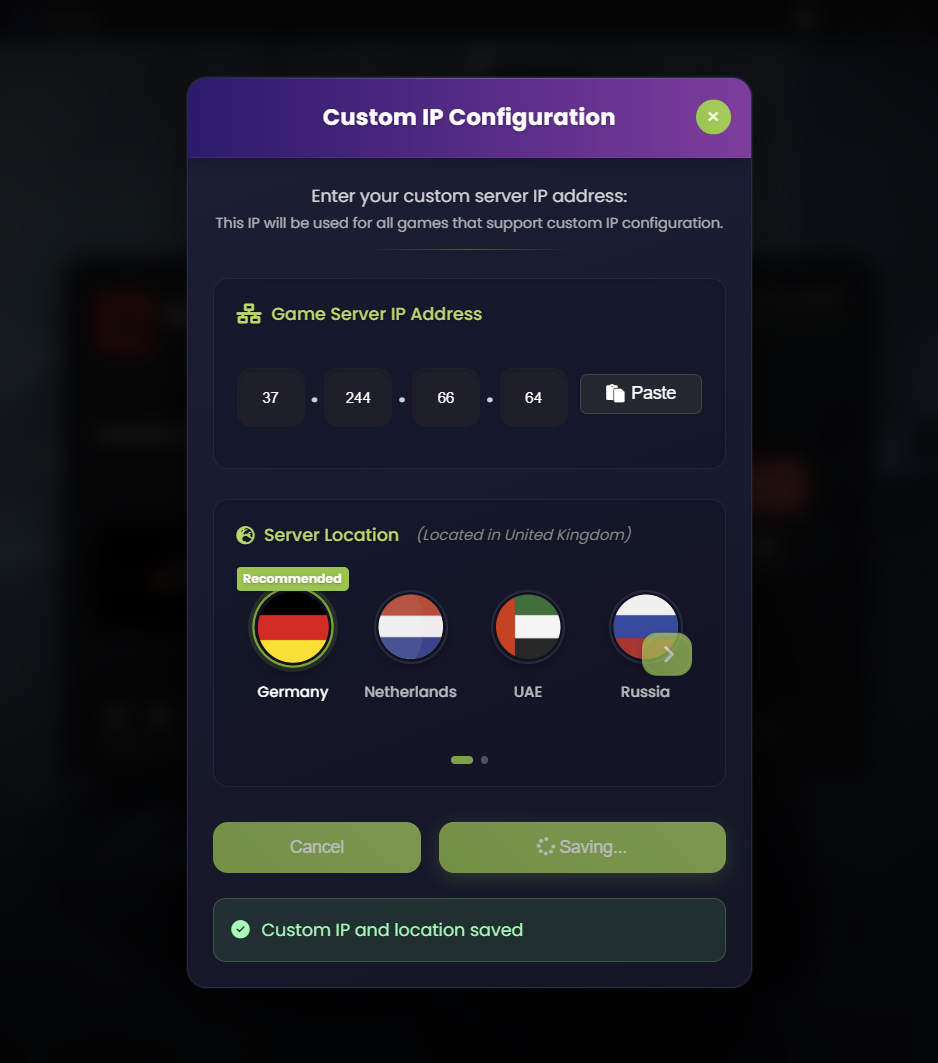 Custom IP Configuration
Enter your custom server IP address:
This IP will be used for all games that support custom IP configuration.
Game Server IP Address
37 . 244 . 66 . 64 Paste
Server Location (Located in United Kingdom)
Recommended
Germany Netherlands UAE Russia
Cancel Saving...
Custom IP and location saved